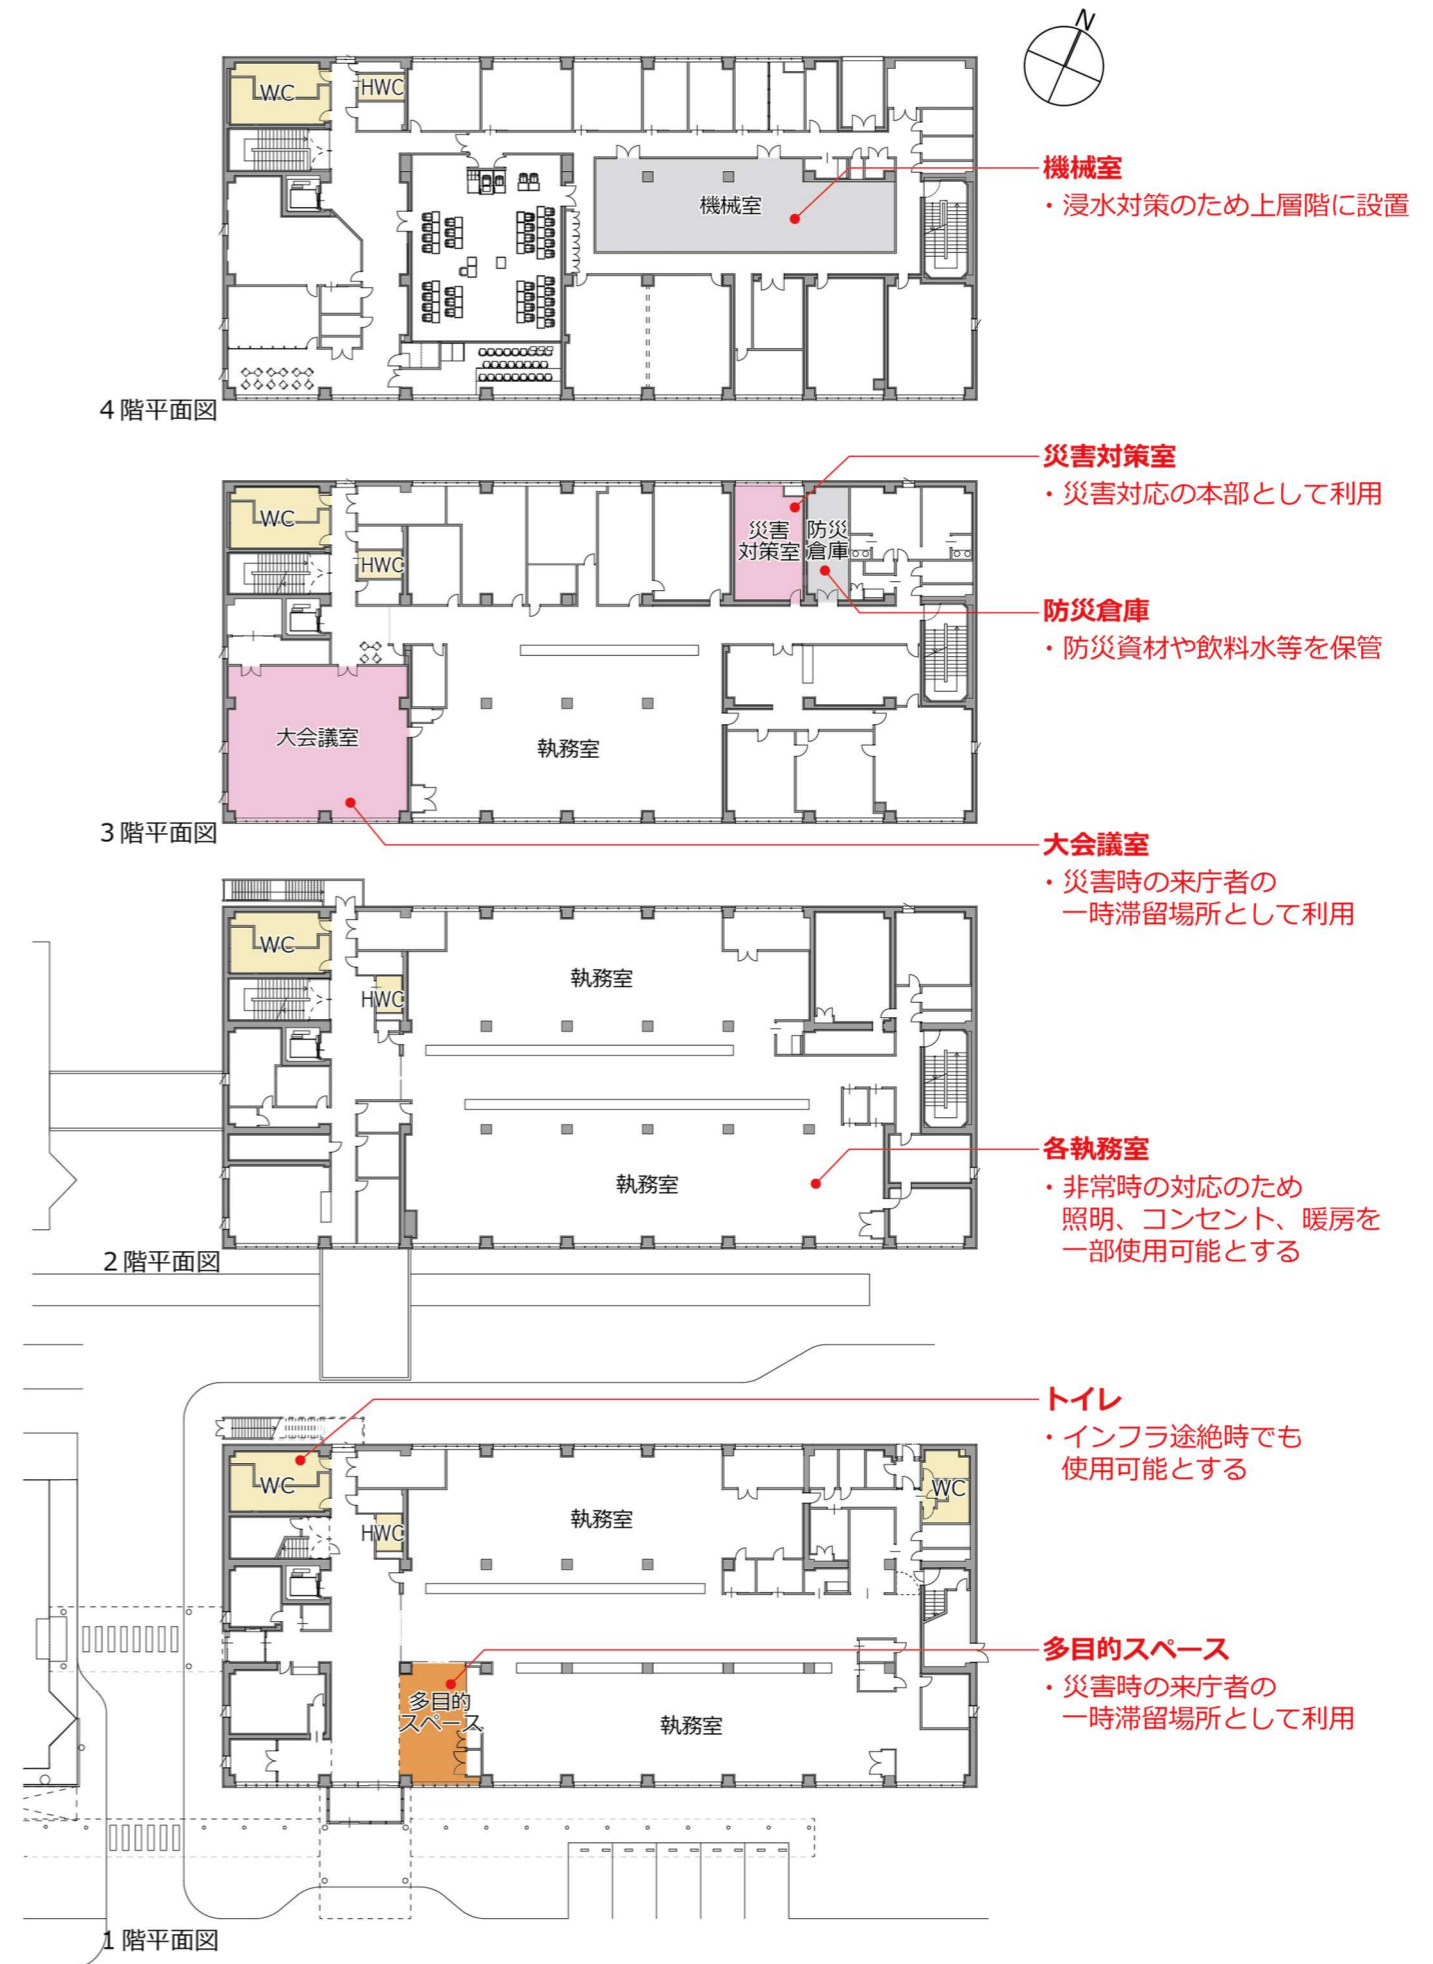 N
WC
HWC
機械室
機械室
・浸水対策のため上層階に設置
4階平面図
災害対策室
・災害対応の本部として利用
WC
HWC
災害
対策室
防災
倉庫
防災倉庫
・防災資材や飲料水等を保管
大会議室
執務室
3階平面図
大会議室
・災害時の来庁者の
一時滞留場所として利用
WC
HWC
執務室
執務室
各執務室
・非常時の対応のため
照明、コンセント、暖房を
一部使用可能とする
2階平面図
トイレ
・インフラ途絶時でも
使用可能とする
WC
HWC
執務室
WC
多目的
スペース
執務室
多目的スペース
・災害時の来庁者の
一時滞留場所として利用
1階平面図